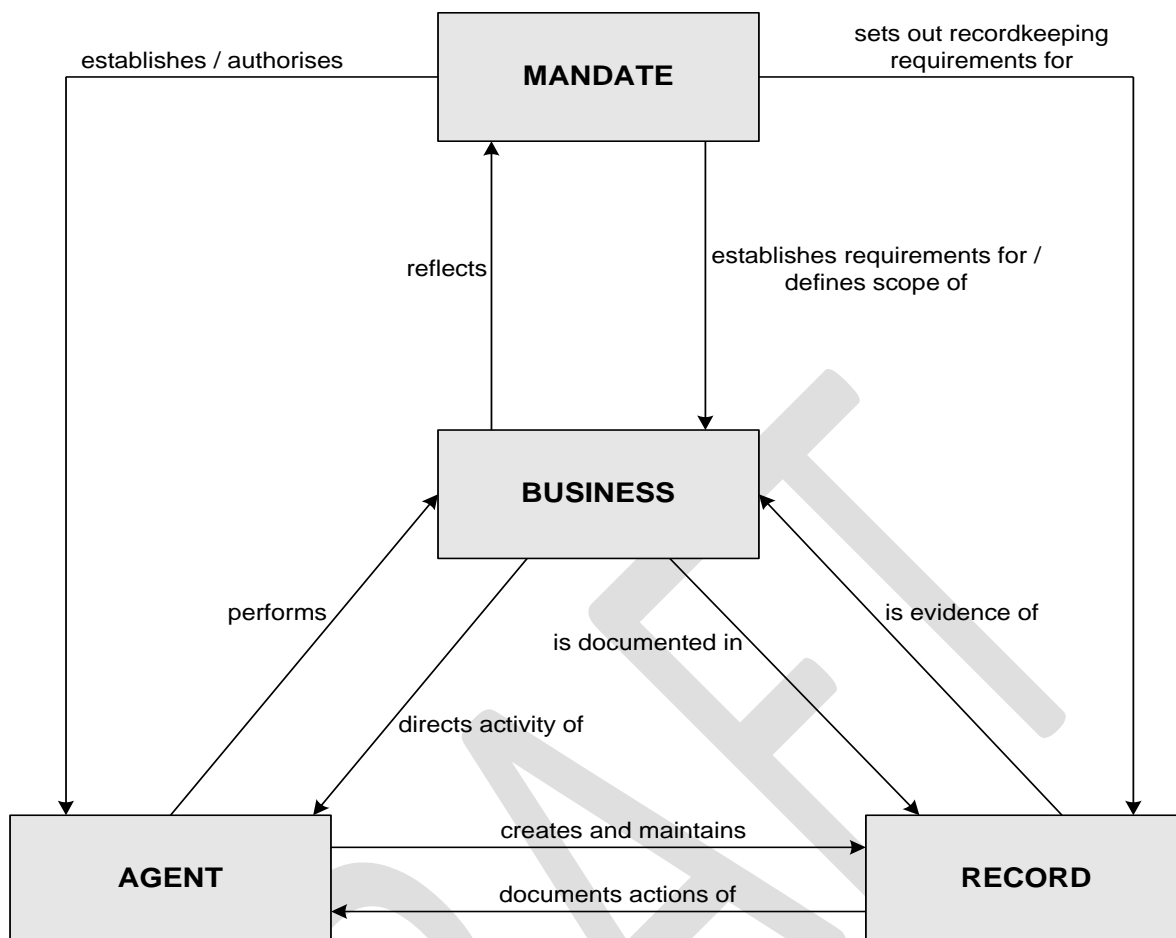 establishes / authorises
MANDATE
sets out recordkeeping
requirements for
reflects
establishes requirements for /
defines scope of
BUSINESS
performs
is documented in
is evidence of
directs activity of
AGENT
creates and maintains
documents actions of
RECORD
DRAFT